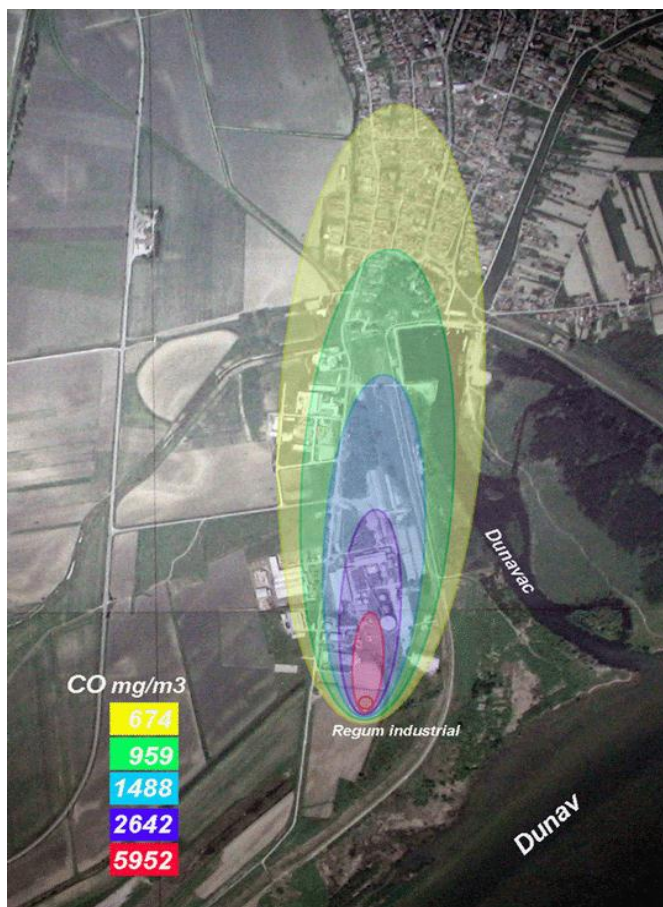 Dunavac
CO mg/m3
674
959
1488
2642
5952
Regum industrial
Dunav